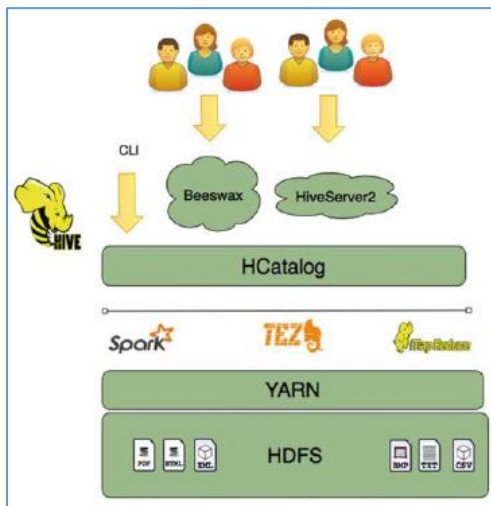 CLI
Beeswax
HiveServer2
HIVE
HCatalog
Spark
TEZ
MapReduce
YARN
HDFS
PDF
HTML
XML
BMP
TXT
CSV